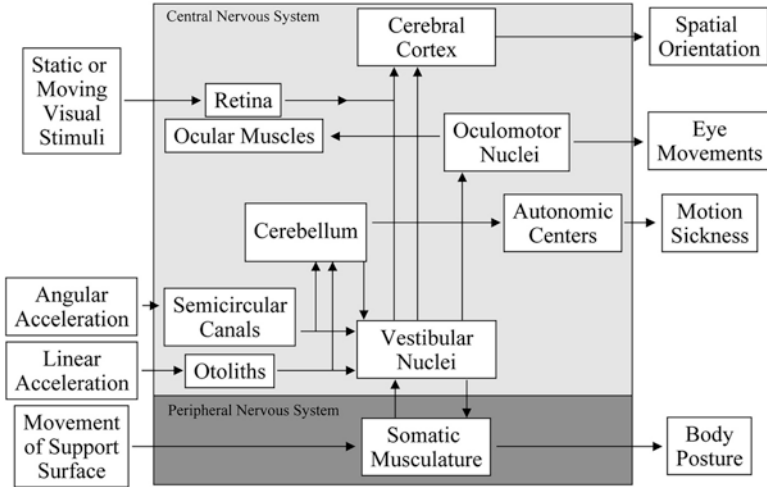 Central Nervous System
Cerebral
Cortex
Spatial
Orientation
Static or
Moving
Visual
Stimuli
Retina
Ocular Muscles
Oculomotor
Nuclei
Eye
Movements
Cerebellum
Autonomic
Centers
Motion
Sickness
Angular
Acceleration
Semicircular
Canals
Vestibular
Nuclei
Linear
Acceleration
Otoliths
Peripheral Nervous System
Movement
of Support
Surface
Somatic
Musculature
Body
Posture